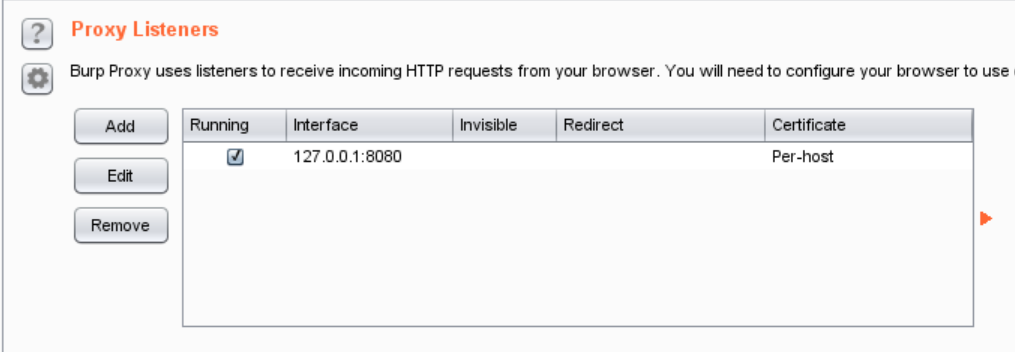 ?
Proxy Listeners
Burp Proxy uses listeners to receive incoming HTTP requests from your browser. You will need to configure your browser to use
Add
Running Interface Invisible Redirect Certificate
127.0.0.1:8080 Per-host
Edit
Remove